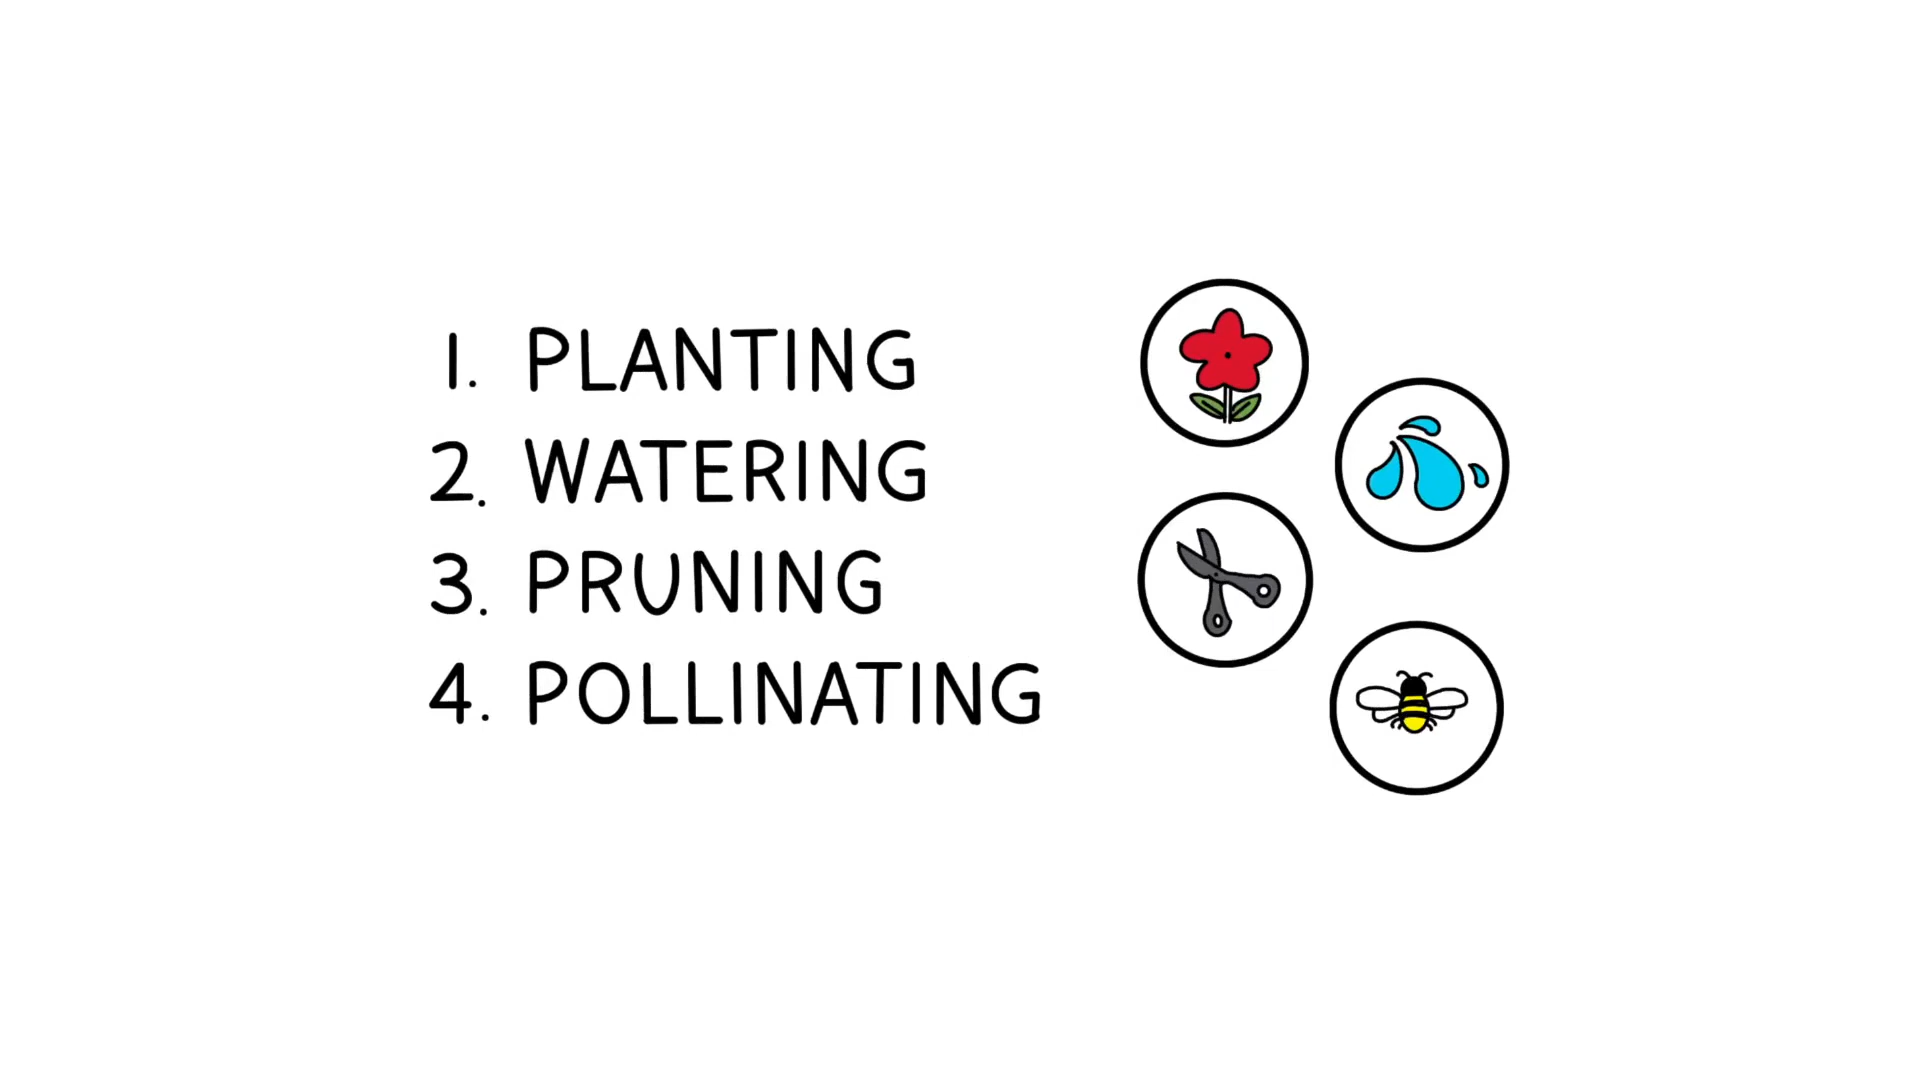 1. PLANTING
2. WATERING
3. PRUNING
4. POLLINATING